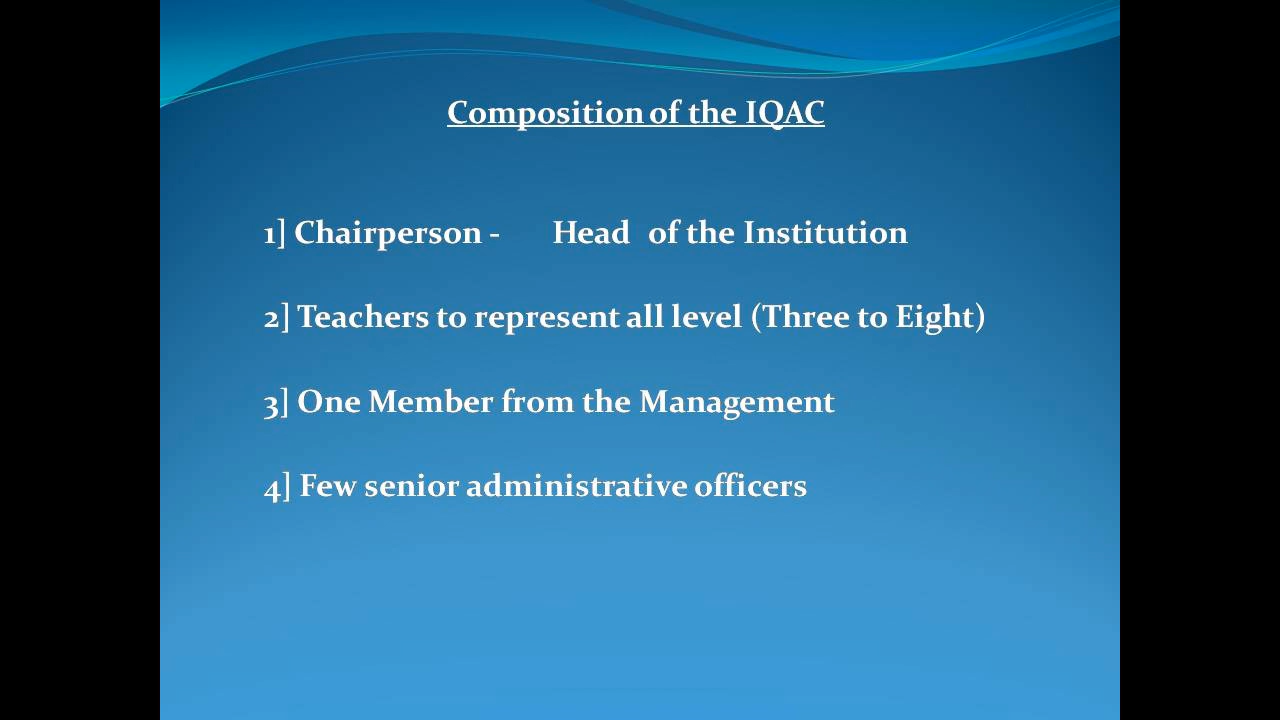 Composition of the IQAC
1] Chairperson - Head of the Institution
2] Teachers to represent all level (Three to Eight)
3] One Member from the Management
4] Few senior administrative officers